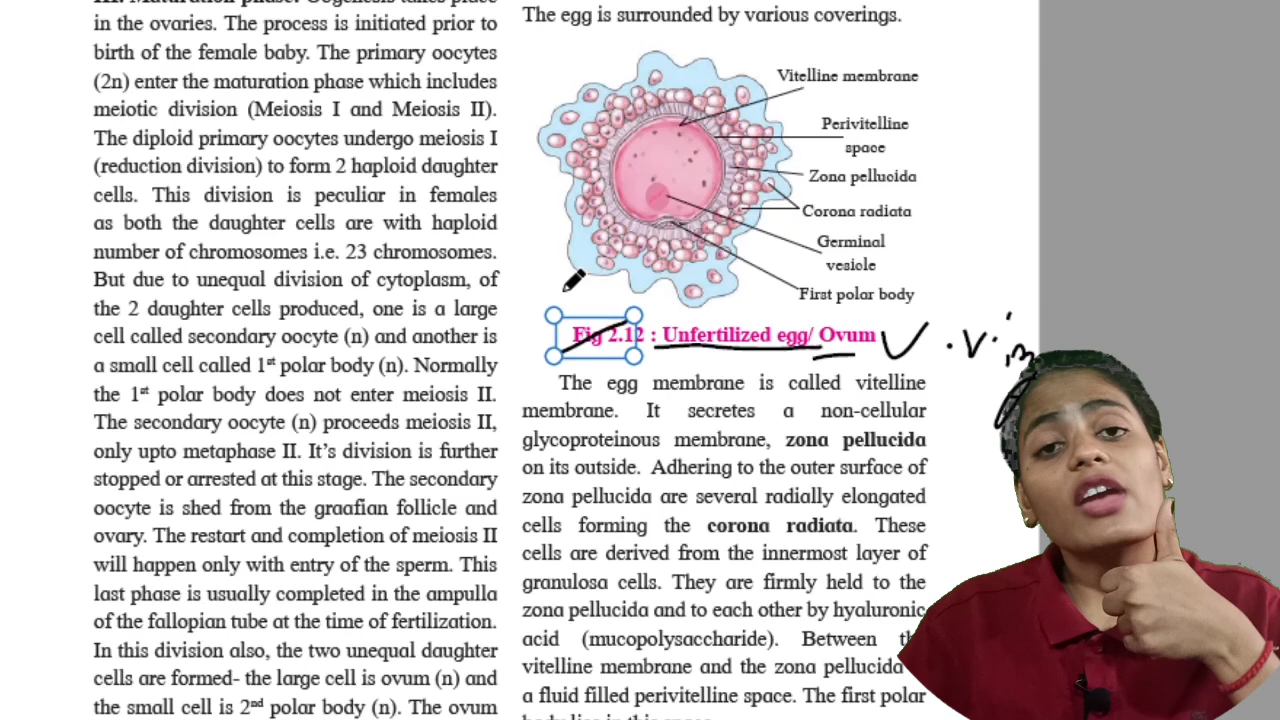 III. Maturation phase: Oogenesis takes place
in the ovaries. The process is initiated prior to
birth of the female baby. The primary oocytes
(2n) enter the maturation phase which includes
meiotic division (Meiosis I and Meiosis II).
The diploid primary oocytes undergo meiosis I
(reduction division) to form 2 haploid daughter
cells. This division is peculiar in females
as both the daughter cells are with haploid
number of chromosomes i.e. 23 chromosomes.
But due to unequal division of cytoplasm, of
the 2 daughter cells produced, one is a large
cell called secondary oocyte (n) and another is
a small cell called 1st polar body (n). Normally
the 1st polar body does not enter meiosis II.
The secondary oocyte (n) proceeds meiosis II,
only upto metaphase II. It's division is further
stopped or arrested at this stage. The secondary
oocyte is shed from the graafian follicle and
ovary. The restart and completion of meiosis II
will happen only with entry of the sperm. This
last phase is usually completed in the ampulla
of the fallopian tube at the time of fertilization.
In this division also, the two unequal daughter
cells are formed- the large cell is ovum (n) and
the small cell is 2nd polar body (n). The ovum
The egg is surrounded by various coverings.
Vitelline membrane
Perivitelline
space
Zona pellucida
Corona radiata
Germinal
vesiole
First polar body
Fig 2.12 : Unfertilized egg/ Ovum
The egg membrane is called vitelline
membrane. It secretes a non-cellular
glycoproteinous membrane, zona pellucida
on its outside. Adhering to the outer surface of
zona pellucida are several radially elongated
cells forming the corona radiata. These
cells are derived from the innermost layer of
granulosa cells. They are firmly held to the
zona pellucida and to each other by hyaluronic
acid (mucopolysaccharide). Between
vitelline membrane and the zona pellucida
a fluid filled perivitelline space. The first polar